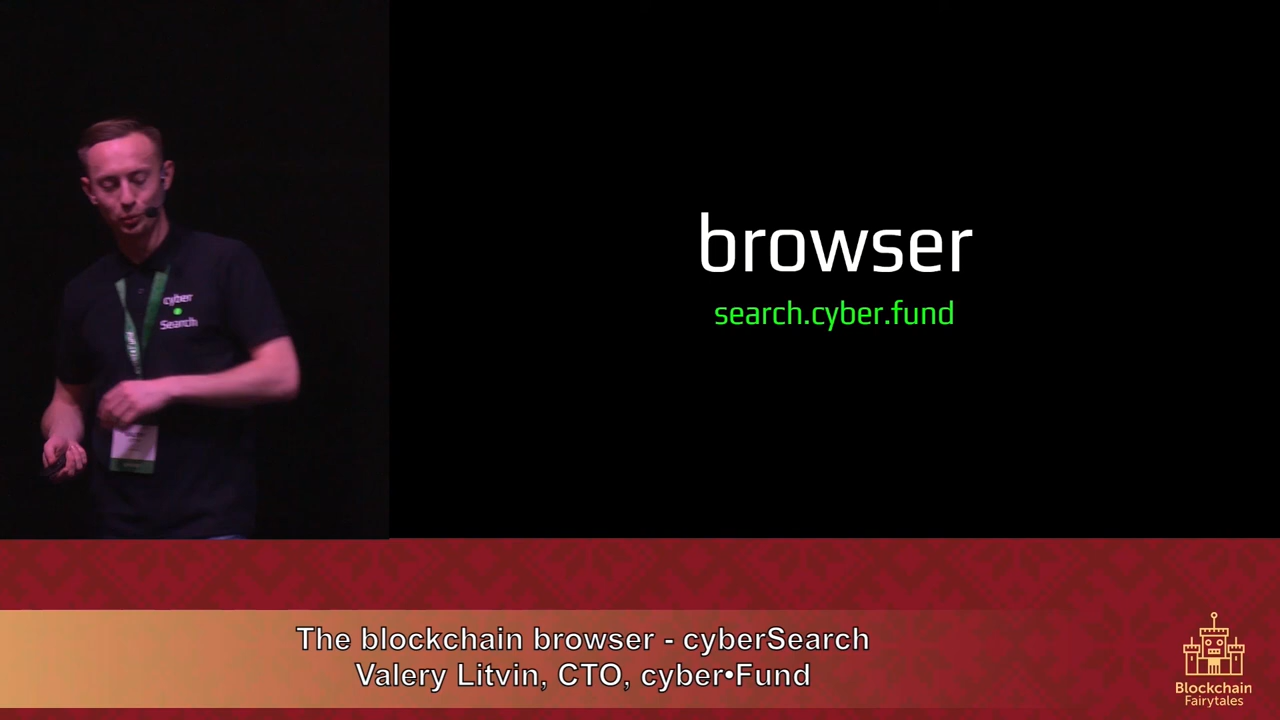 browser
search.cyber.fund
cyber
Search
The blockchain browser - cyberSearch
Valery Litvin, CTO, cyber•Fund
Blockchain
Fairytales